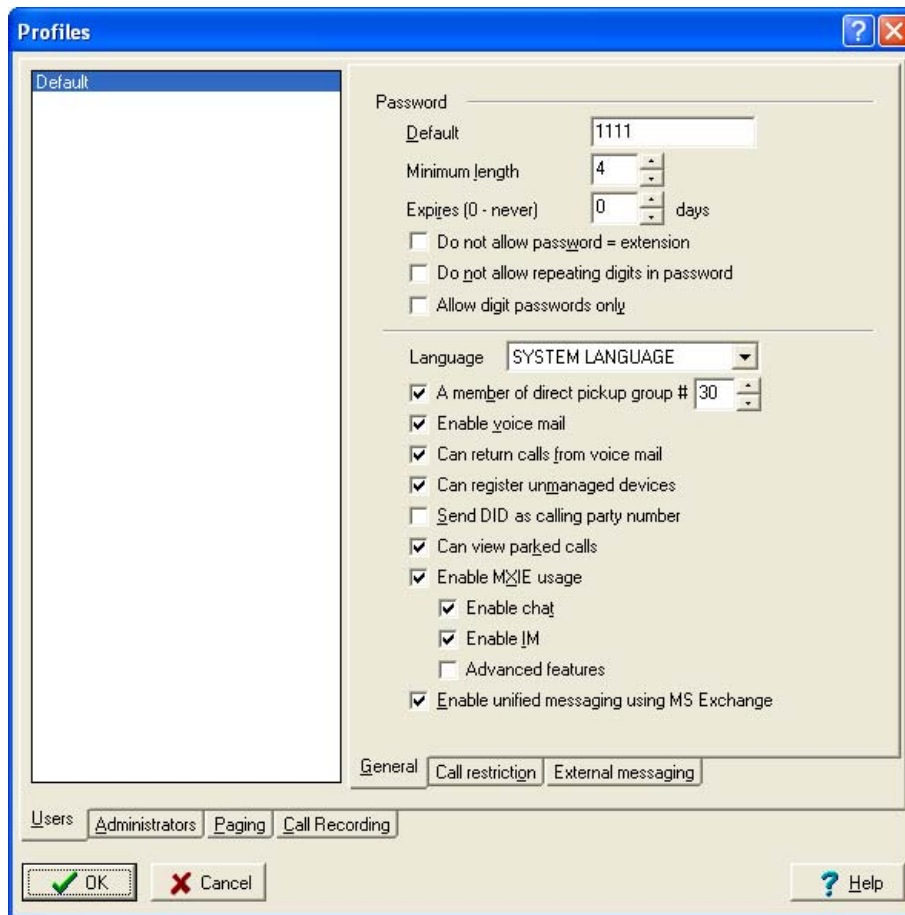 Profiles
Default
Password
Default 1111
Minimum length 4
Expires (0 - never) 0 days
Do not allow password = extension
Do not allow repeating digits in password
Allow digit passwords only
Language SYSTEM LANGUAGE
A member of direct pickup group # 30
Enable voice mail
Can return calls from voice mail
Can register unmanaged devices
Send DID as calling party number
Can view parked calls
Enable MXIE usage
Enable chat
Enable IM
Advanced features
Enable unified messaging using MS Exchange
General Call restriction External messaging
Users Administrators Paging Call Recording
OK Cancel ? Help